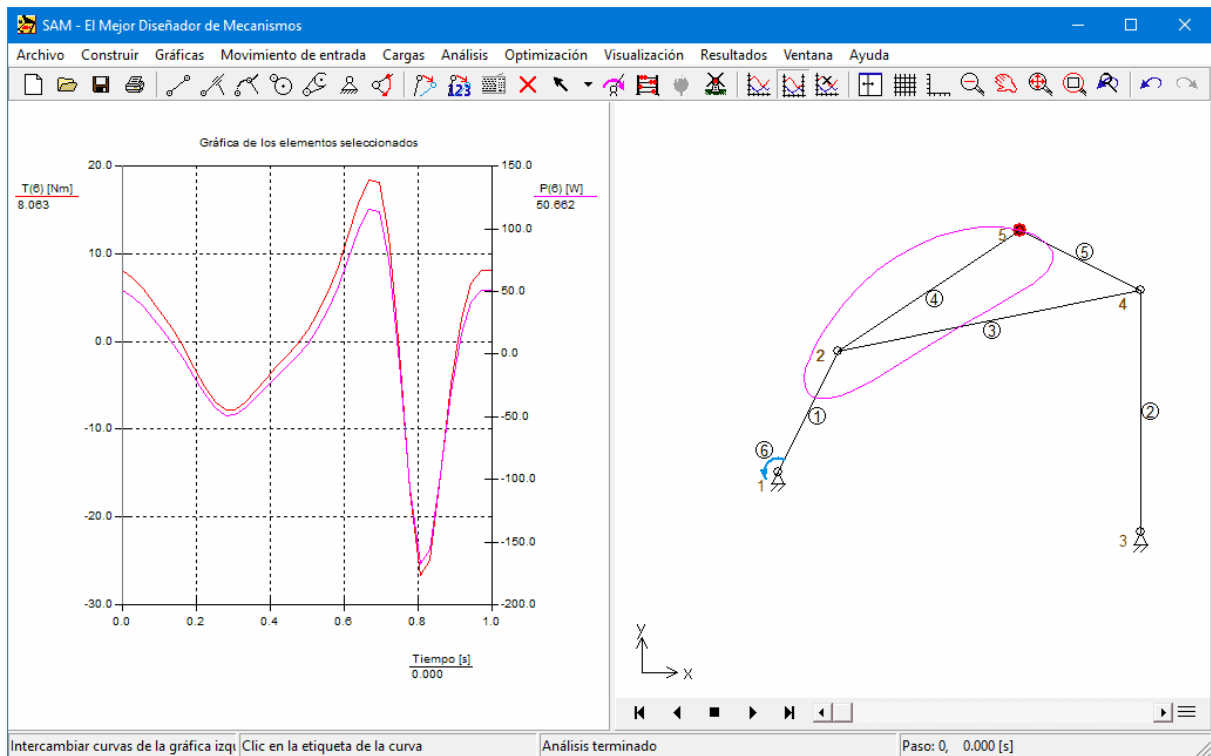 SAM - El Mejor Diseñador de Mecanismos
Archivo Construir Gráficas Movimiento de entrada Cargas Análisis Optimización Visualización Resultados Ventana Ayuda
123
Gráfica de los elementos seleccionados
20.0 150.0
T(6) [Nm] P(6) [W]
8.063 50.662
100.0
10.0
50.0
0.0
0.0
-50.0
-10.0
-100.0
-20.0
-150.0
-30.0 -200.0
0.0 0.2 0.4 0.6 0.8 1.0
Tiempo [s]
0.000
5
5
4
4
3
2
1
2
6
1
3
y
x
Intercambiar curvas de la gráfica izqu Clic en la etiqueta de la curva Análisis terminado Paso: 0, 0.000 [s]